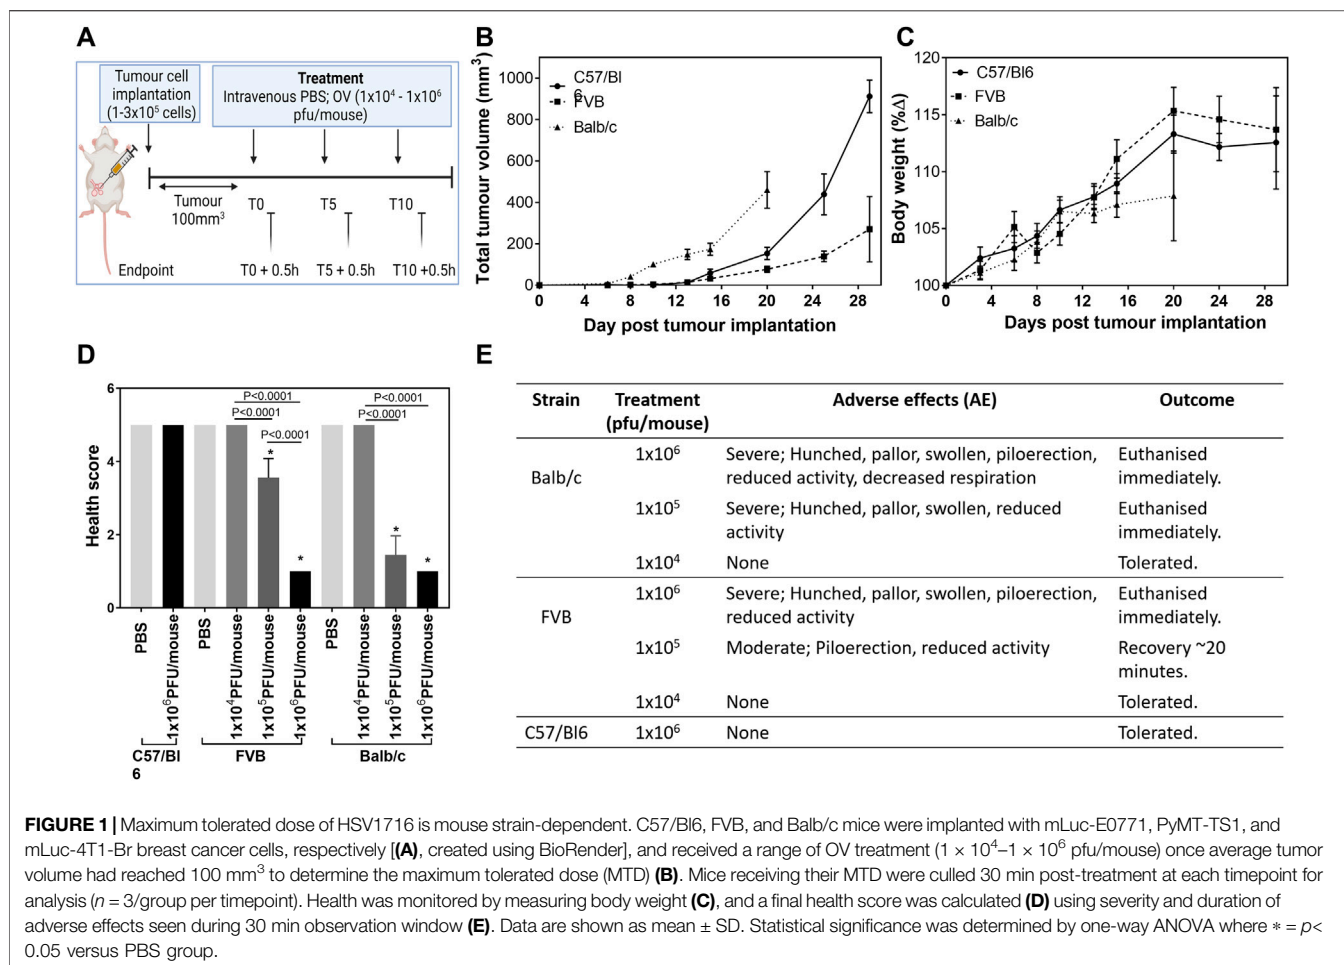 A
Tumour cell
implantation
(1-3x10⁵ cells)
Treatment
Intravenous PBS; OV (1x10⁴ - 1x10⁶
pfu/mouse)
Tumour
100mm³
T0
T5
T10
Endpoint
T0 + 0.5h
T5 + 0.5h
T10 +0.5h
B
Total tumour volume (mm³)
1000
800
600
400
200
0
C57/Bl
6
FVB
Balb/c
0 4 8 12 16 20 24 28
Day post tumour implantation
C
Body weight (%Δ)
120
115
110
105
100
C57/Bl6
FVB
Balb/c
0 4 8 12 16 20 24 28
Days post tumour implantation
D
Health score
6
4
2
0
P<0.0001
P<0.0001
P<0.0001
P<0.0001
P<0.0001
* * * *
PBS
1x10⁶PFU/mouse
PBS
1x10⁴PFU/mouse
1x10⁵PFU/mouse
1x10⁶PFU/mouse
PBS
1x10⁴PFU/mouse
1x10⁵PFU/mouse
1x10⁶PFU/mouse
C57/Bl
6
FVB
Balb/c
E
Strain Treatment Adverse effects (AE) Outcome
(pfu/mouse)
1x10⁶ Severe; Hunched, pallor, swollen, piloerection, Euthanised
Balb/c reduced activity, decreased respiration immediately.
1x10⁵ Severe; Hunched, pallor, swollen, reduced Euthanised
activity immediately.
1x10⁴ None Tolerated.
1x10⁶ Severe; Hunched, pallor, swollen, piloerection, Euthanised
FVB reduced activity immediately.
1x10⁵ Moderate; Piloerection, reduced activity Recovery ~20
minutes.
1x10⁴ None Tolerated.
C57/Bl6 1x10⁶ None Tolerated.
FIGURE 1 | Maximum tolerated dose of HSV1716 is mouse strain-dependent. C57/Bl6, FVB, and Balb/c mice were implanted with mLuc-E0771, PyMT-TS1, and
mLuc-4T1-Br breast cancer cells, respectively [(A), created using BioRender], and received a range of OV treatment (1 × 10⁴–1 × 10⁶ pfu/mouse) once average tumor
volume had reached 100 mm³ to determine the maximum tolerated dose (MTD) (B). Mice receiving their MTD were culled 30 min post-treatment at each timepoint for
analysis (n = 3/group per timepoint). Health was monitored by measuring body weight (C), and a final health score was calculated (D) using severity and duration of
adverse effects seen during 30 min observation window (E). Data are shown as mean ± SD. Statistical significance was determined by one-way ANOVA where ∗ = p<
0.05 versus PBS group.